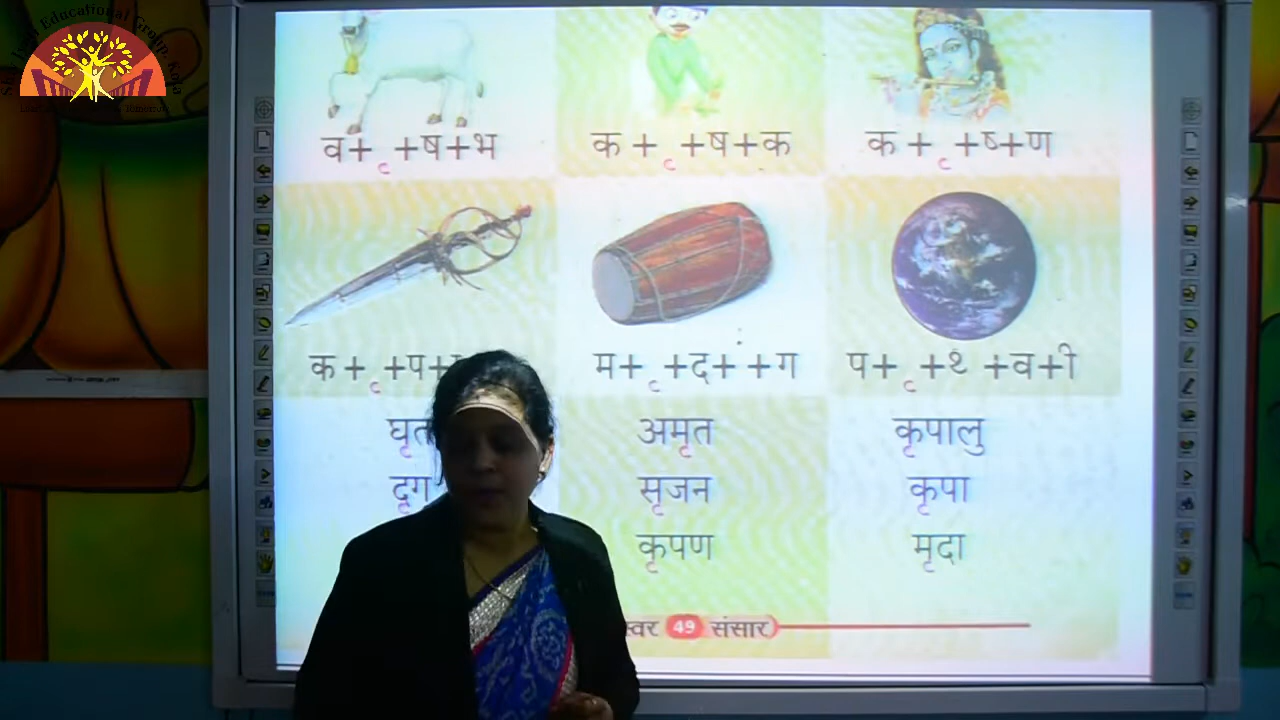 व+ृ+ष+भ क+ृ+ष+क क+ृ+ष्+ण
म+ृ+द+ं+ग प+ृ+थ्+व+ी
अमृत कृपालु
सृजन कृपा
कृपण मृदा
49 संसार